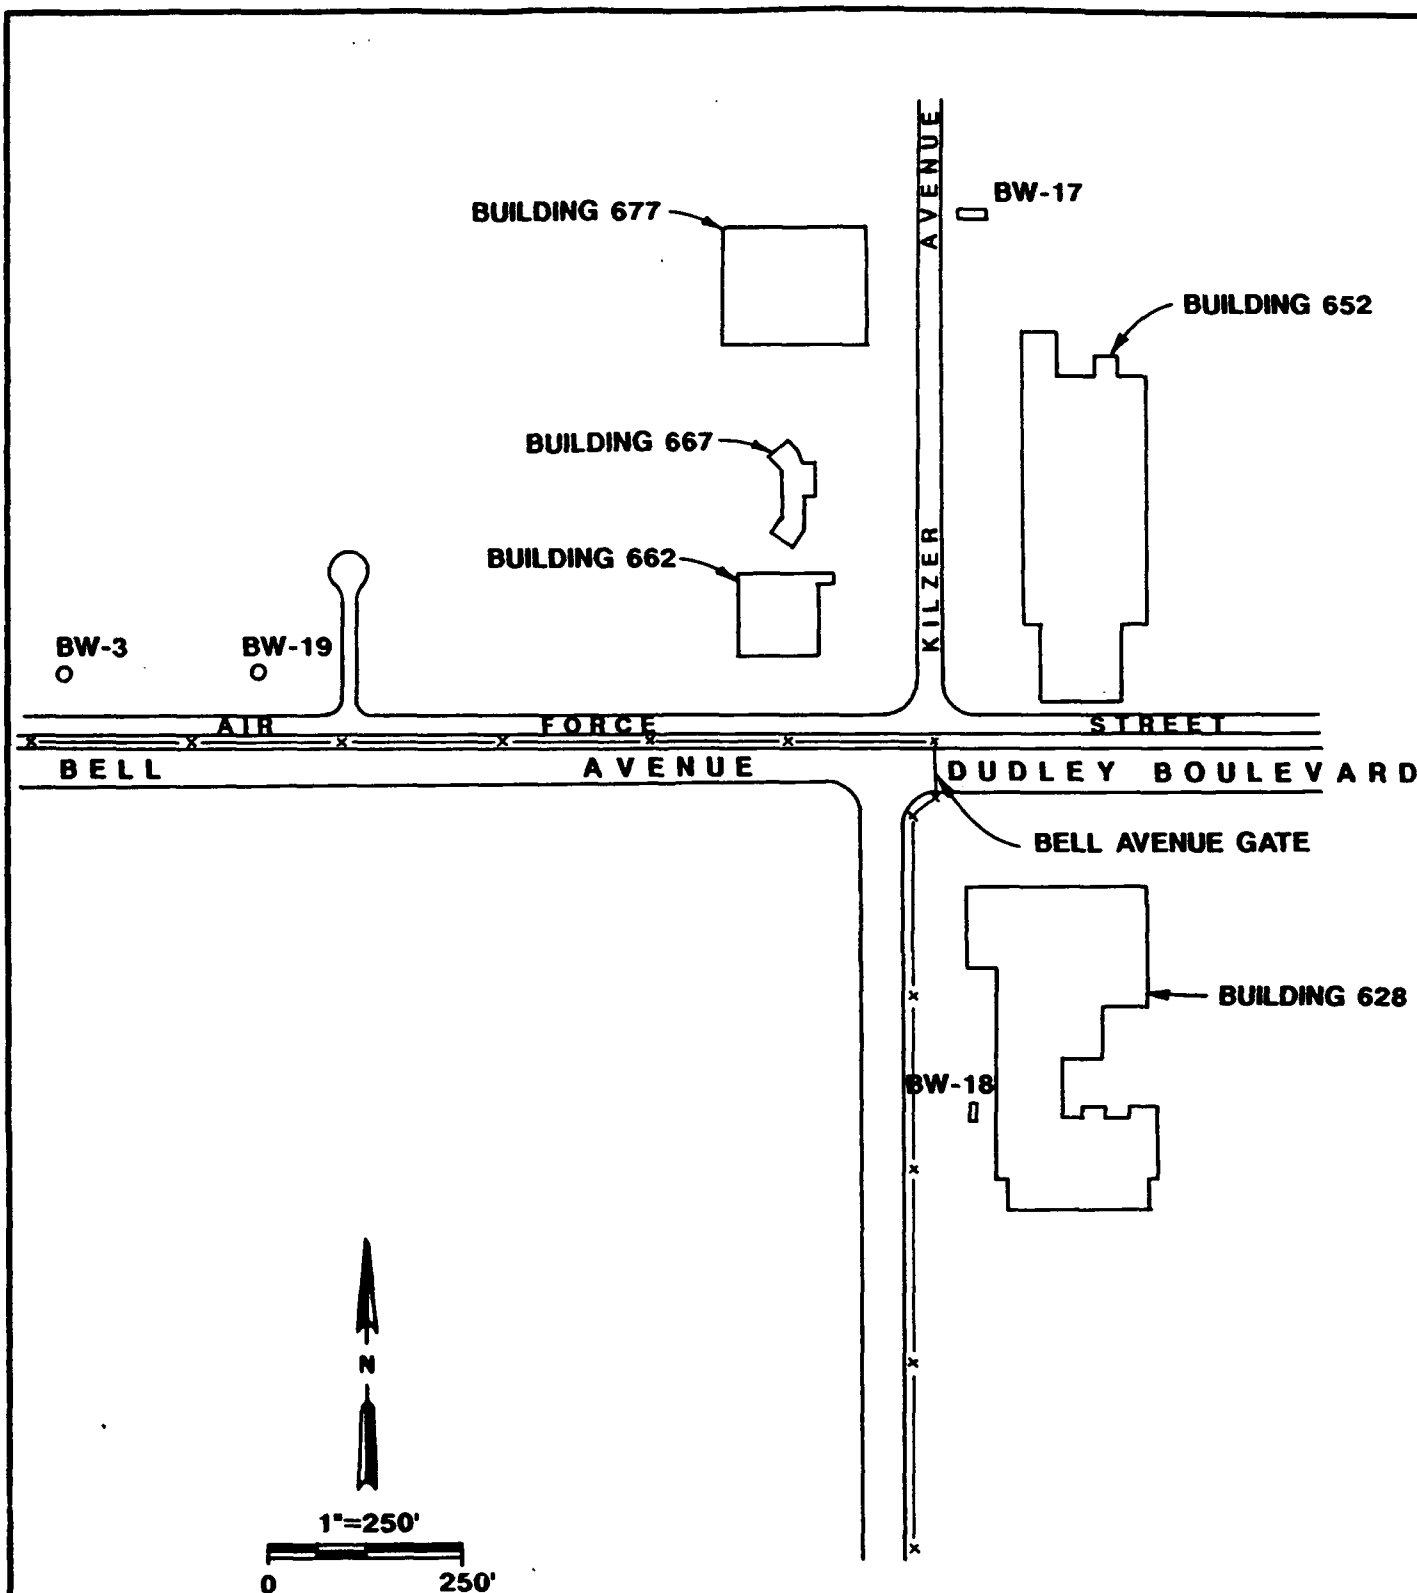 KILZER AVENUE
BW-17
BUILDING 677
BUILDING 652
BUILDING 667
BUILDING 662
BW-3
BW-19
AIR FORCE STREET
BELL AVENUE
DUDLEY BOULEVARD
BELL AVENUE GATE
BUILDING 628
BW-18
N
1"=250'
0 250'